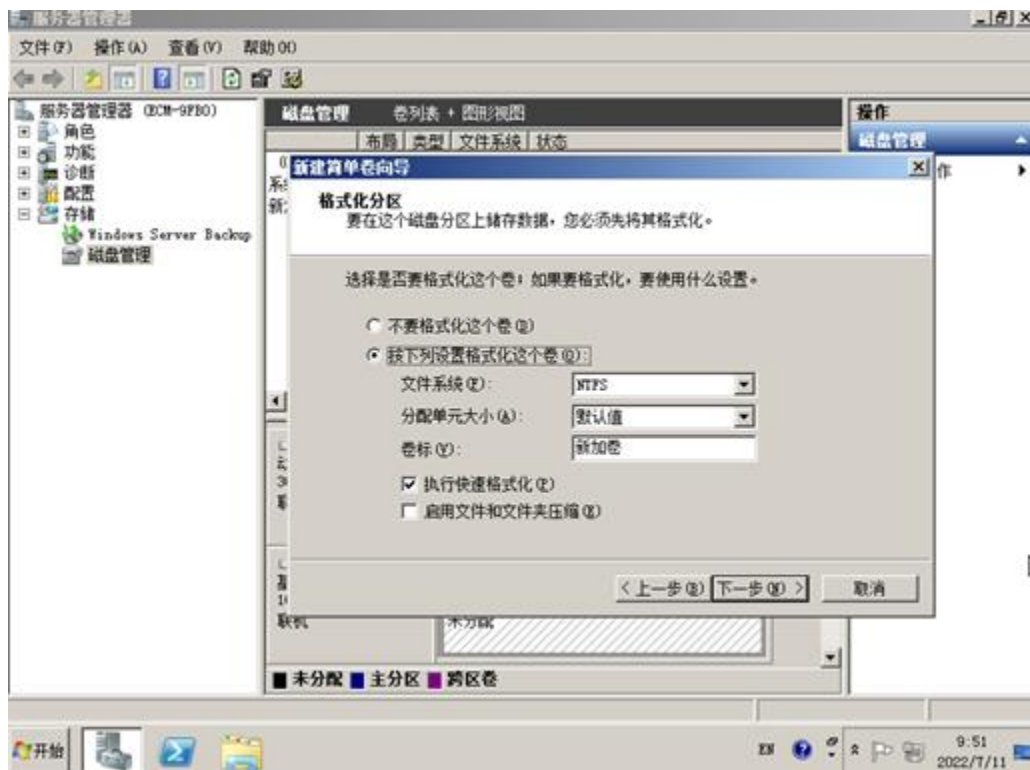 服务器管理器
文件(F) 操作(A) 查看(V) 帮助(H)
服务器管理器 (ECM-9FB0)
角色
功能
诊断
配置
存储
Windows Server Backup
磁盘管理
磁盘管理 卷列表 + 图形视图
布局 类型 文件系统 状态
操作
磁盘管理
作
新建简单卷向导
格式化分区
要在这个磁盘分区上储存数据，您必须先将其格式化。
选择是否要格式化这个卷；如果要格式化，要使用什么设置。
不要格式化这个卷(D)
按下列设置格式化这个卷(O):
文件系统(F): NTFS
分配单元大小(A): 默认值
卷标(V): 新加卷
执行快速格式化(P)
启用文件和文件夹压缩(E)
< 上一步(B) 下一步(N) > 取消
联机
未分配
未分配 主分区 跨区卷
开始
EN
9:51
2022/7/11